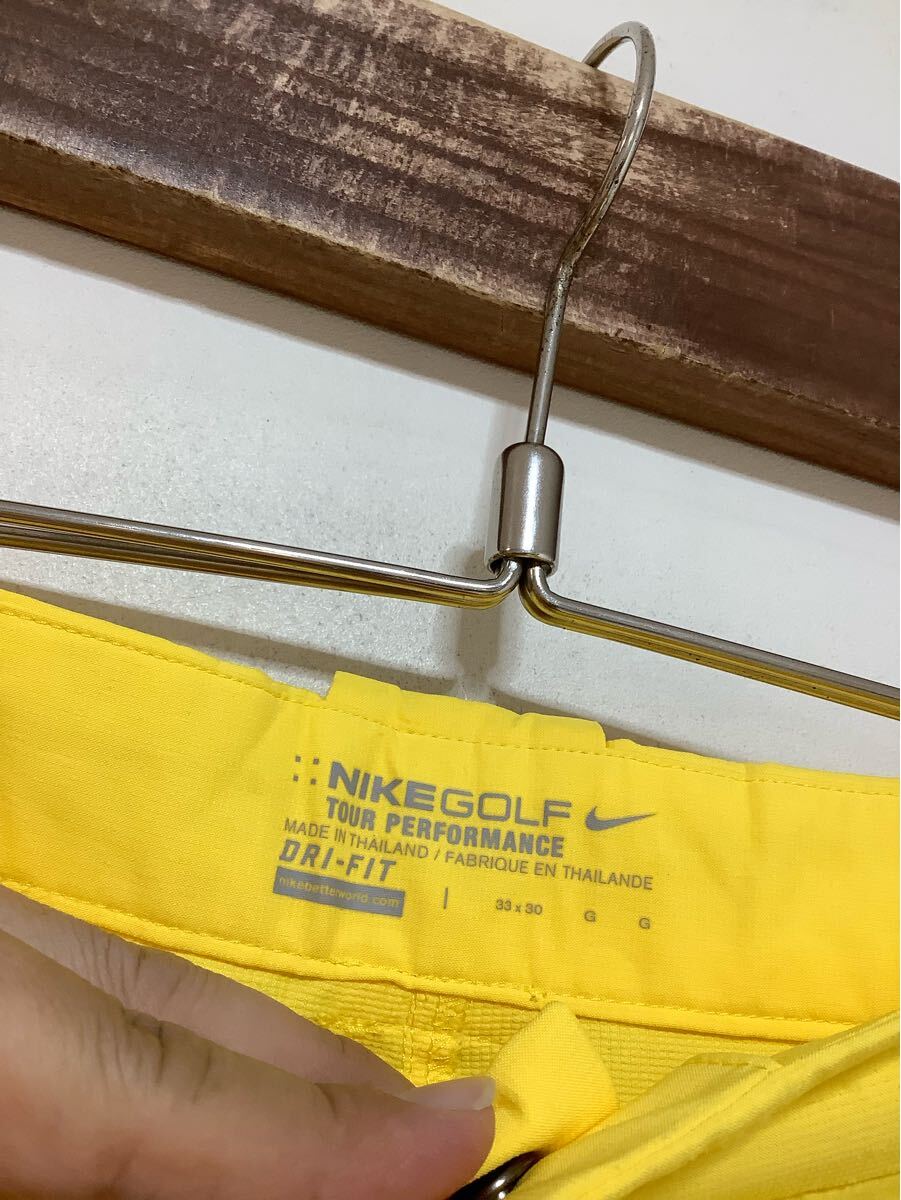 NIKEGOLF
TOUR PERFORMANCE
MADE IN THAILAND / FABRIQUE EN THAILANDE
DRI-FIT
nikebetterworld.com | 33 x 30 G G